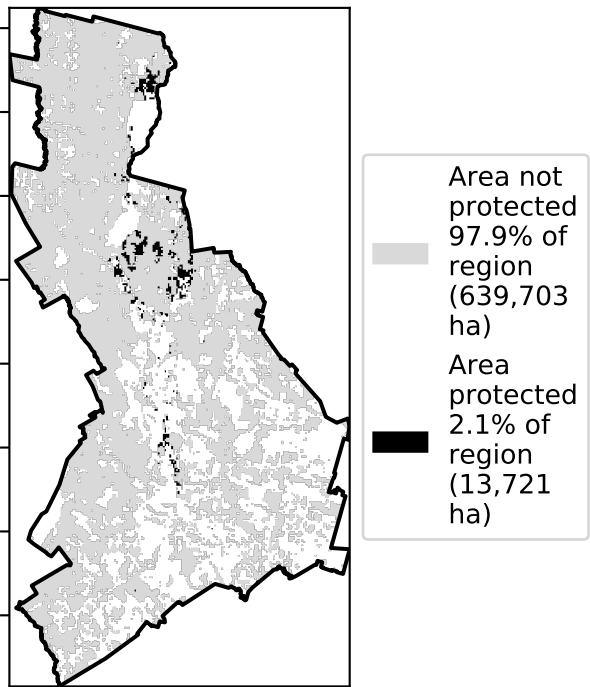 Area not
protected
97.9% of
region
(639,703
ha)
Area
protected
2.1% of
region
(13,721
ha)